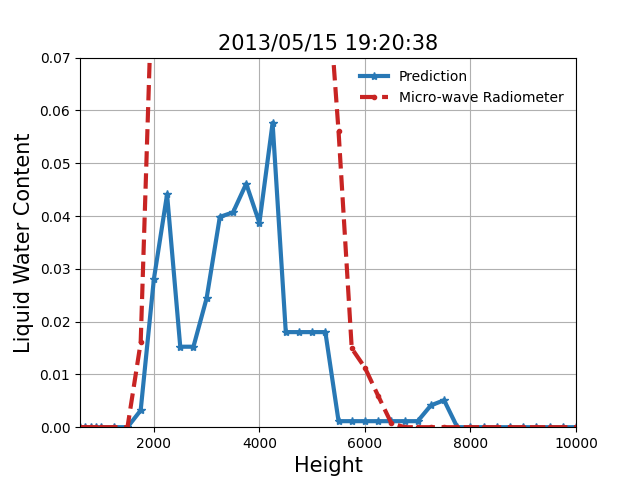 2013/05/15 19:20:38
Prediction
Micro-wave Radiometer
Liquid Water Content
0.07
0.06
0.05
0.04
0.03
0.02
0.01
0.00
2000 4000 6000 8000 10000
Height